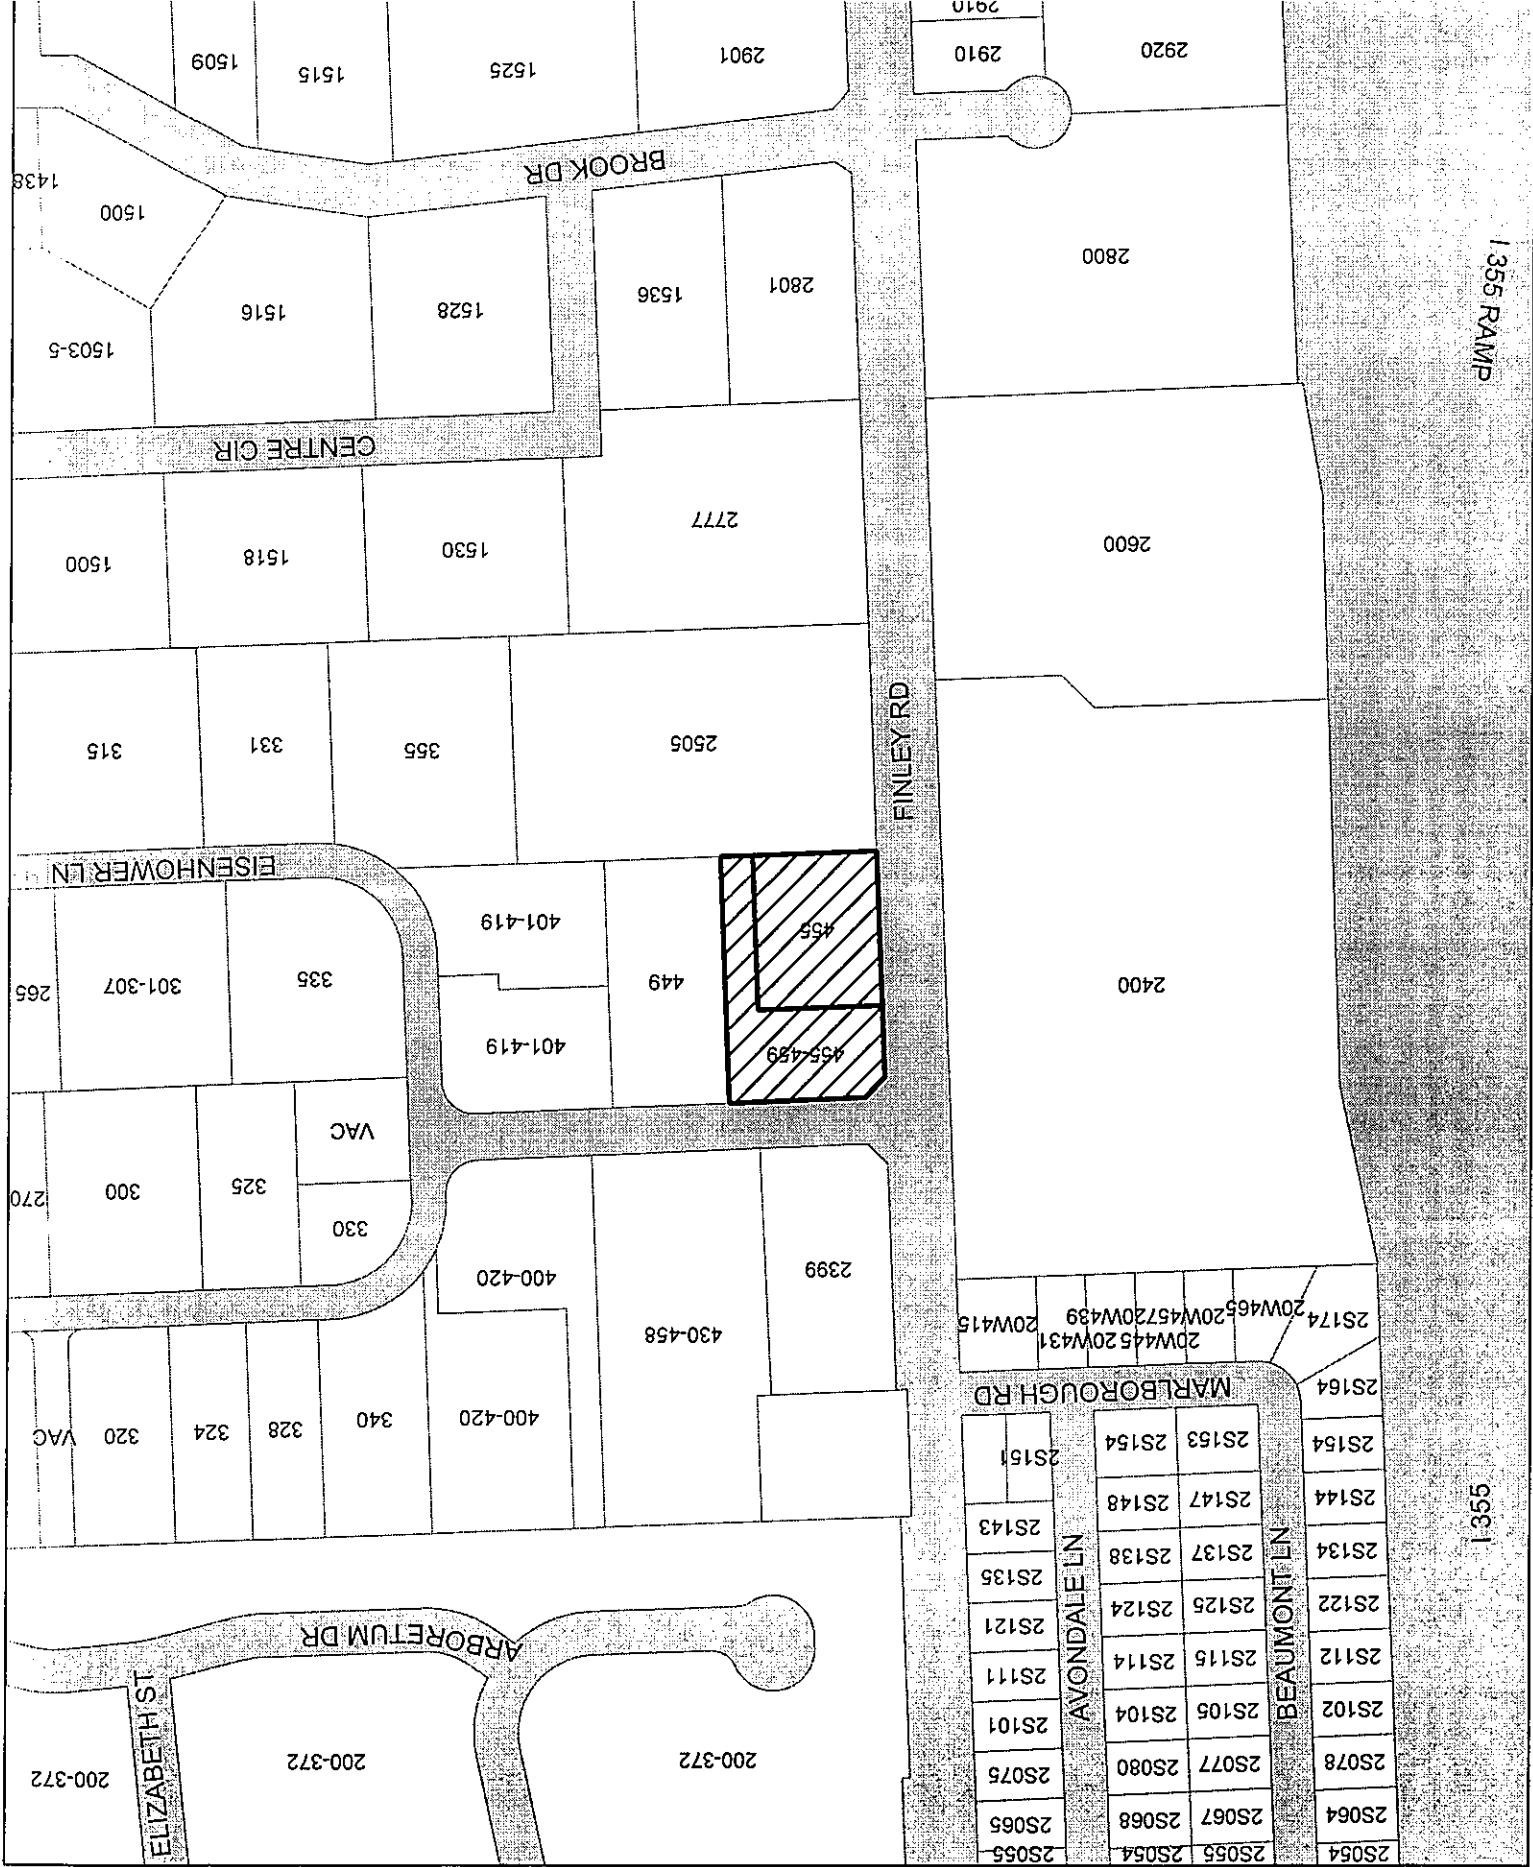 2S054
2S055
2S054
2S055
2S064
2S067
2S068
2S065
2S078
2S077
2S080
2S075
200-372
200-372
200-372
ELIZABETH ST
2S102
2S105
2S104
2S101
2S112
2S115
2S114
2S111
BEAUMONT LN
AVONDALE LN
ARBORETUM DR
2S122
2S125
2S124
2S121
2S134
2S137
2S138
2S135
I 355
2S144
2S147
2S148
2S143
2S154
2S153
2S154
2S151
400-420
340
328
324
320
VAC
2S164
MARLBOROUGH RD
2S174
20W465
20W457
20W445
20W439
20W431
20W415
2399
430-458
400-420
330
325
300
270
VAC
455-459
401-419
2400
455
449
401-419
335
301-307
265
EISENHOWER LN
FINLEY RD
2505
355
331
315
2600
2777
1530
1518
1500
CENTRE CIR
I 355 RAMP
2800
2801
1536
1528
1516
1503-5
1500
1438
BROOK DR
2920
2910
2901
1525
1515
1509
2910